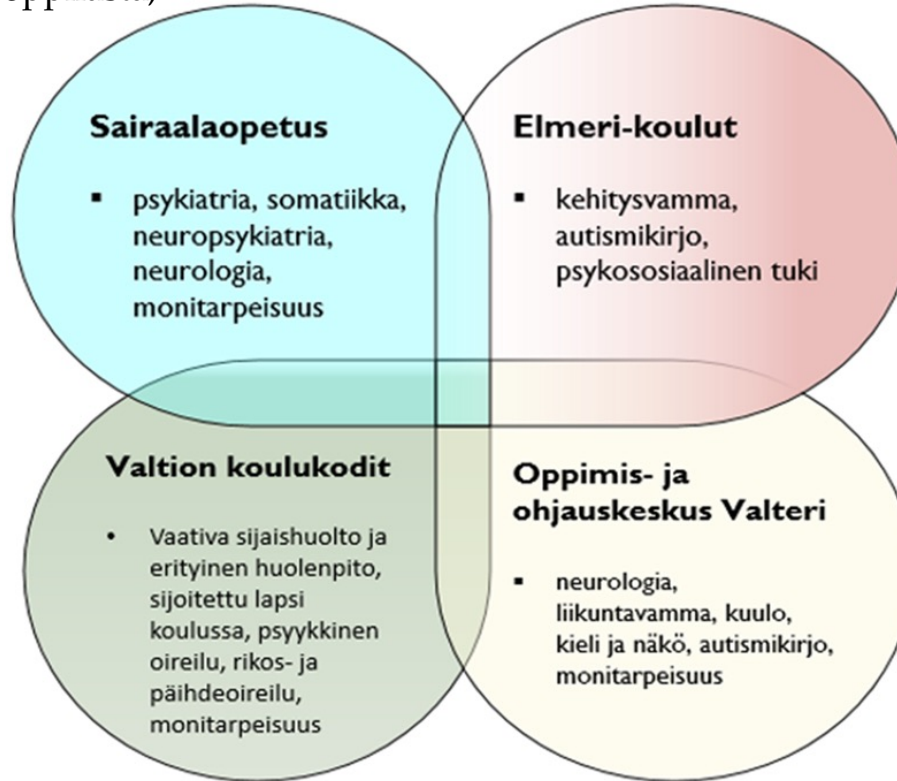 Sairaalaopetus
▪ psykiatria, somatiikka,
neuropsykiatria,
neurologia,
monitarpeisuus
Elmeri-koulut
▪ kehitysvamma,
autismikirjo,
psykososiaalinen tuki
Valtion koulukodit
• Vaativa sijaishuolto ja
erityinen huolenpito,
sijoitettu lapsi
koulussa, psyykkinen
oireilu, rikos- ja
päihdeoireilu,
monitarpeisuus
Oppimis- ja
ohjauskeskus Valteri
▪ neurologia,
liikuntavamma, kuulo,
kieli ja näkö, autismikirjo,
monitarpeisuus